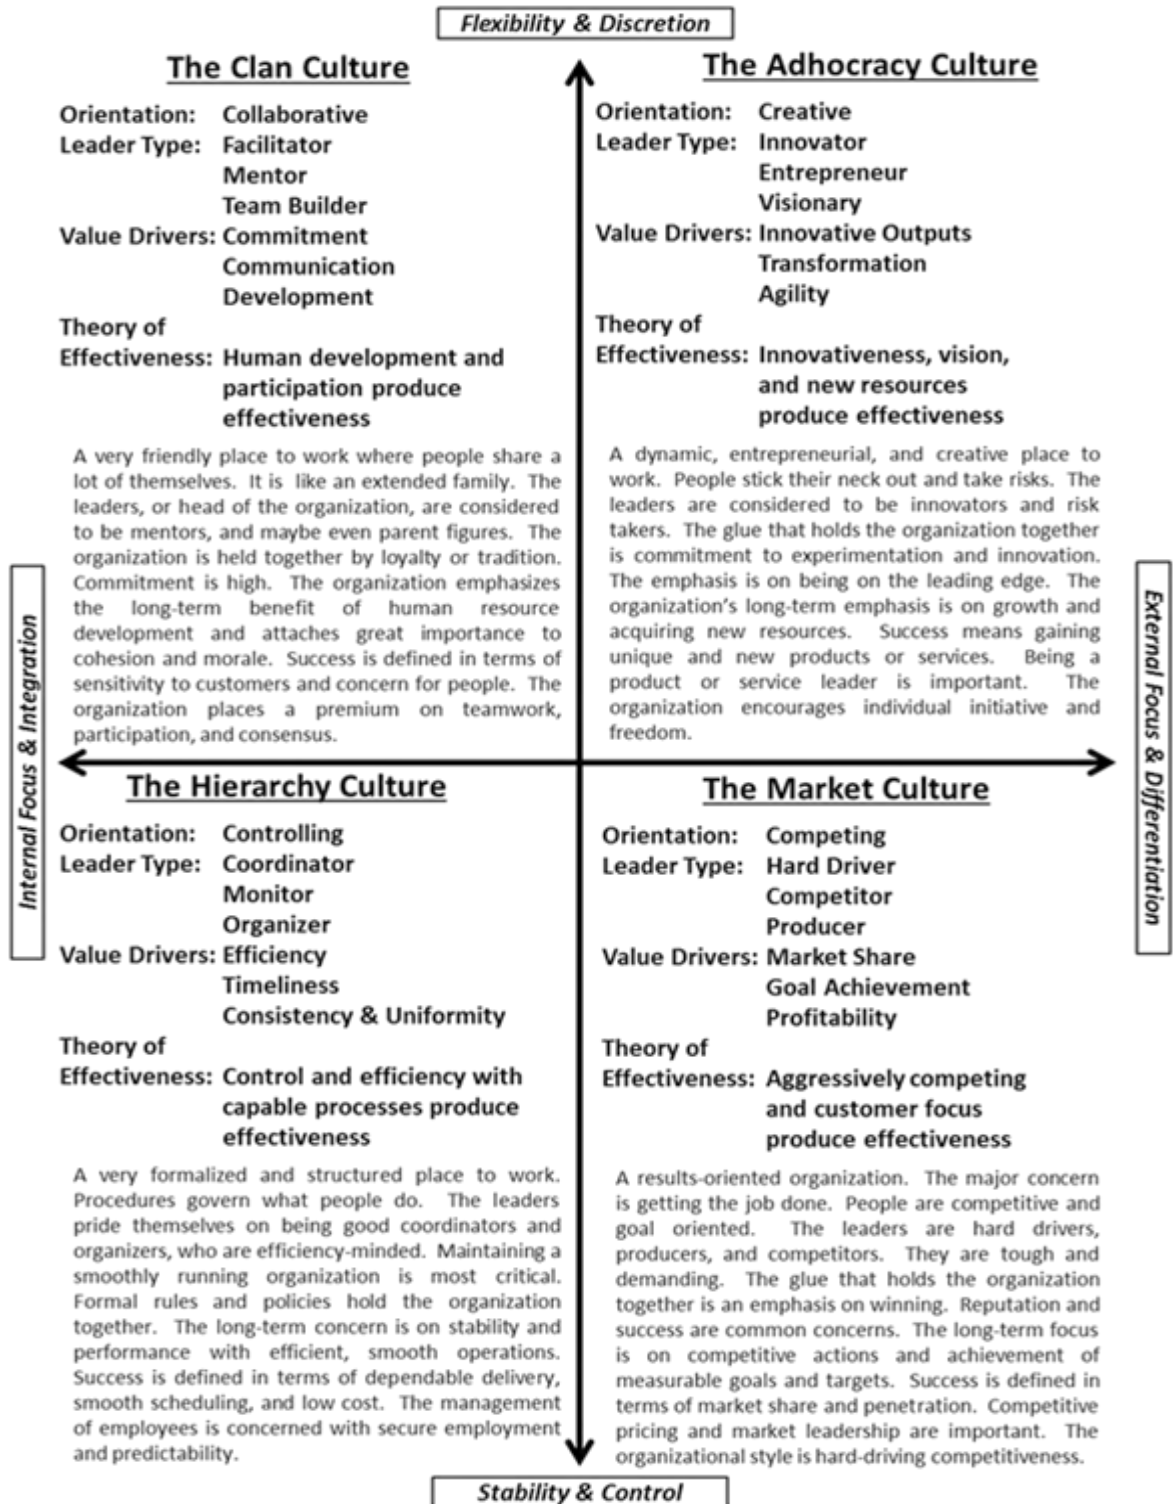 Flexibility & Discretion
The Clan Culture
Orientation: Collaborative
Leader Type: Facilitator
Mentor
Team Builder
Value Drivers: Commitment
Communication
Development
Theory of
Effectiveness: Human development and
participation produce
effectiveness
A very friendly place to work where people share a
lot of themselves. It is like an extended family. The
leaders, or head of the organization, are considered
to be mentors, and maybe even parent figures. The
organization is held together by loyalty or tradition.
Commitment is high. The organization emphasizes
the long-term benefit of human resource
development and attaches great importance to
cohesion and morale. Success is defined in terms of
sensitivity to customers and concern for people. The
organization places a premium on teamwork,
participation, and consensus.
The Adhocracy Culture
Orientation: Creative
Leader Type: Innovator
Entrepreneur
Visionary
Value Drivers: Innovative Outputs
Transformation
Agility
Theory of
Effectiveness: Innovativeness, vision,
and new resources
produce effectiveness
A dynamic, entrepreneurial, and creative place to
work. People stick their neck out and take risks. The
leaders are considered to be innovators and risk
takers. The glue that holds the organization together
is commitment to experimentation and innovation.
The emphasis is on being on the leading edge. The
organization's long-term emphasis is on growth and
acquiring new resources. Success means gaining
unique and new products or services. Being a
product or service leader is important. The
organization encourages individual initiative and
freedom.
Internal Focus & Integration
External Focus & Differentiation
The Hierarchy Culture
Orientation: Controlling
Leader Type: Coordinator
Monitor
Organizer
Value Drivers: Efficiency
Timeliness
Consistency & Uniformity
Theory of
Effectiveness: Control and efficiency with
capable processes produce
effectiveness
A very formalized and structured place to work.
Procedures govern what people do. The leaders
pride themselves on being good coordinators and
organizers, who are efficiency-minded. Maintaining a
smoothly running organization is most critical.
Formal rules and policies hold the organization
together. The long-term concern is on stability and
performance with efficient, smooth operations.
Success is defined in terms of dependable delivery,
smooth scheduling, and low cost. The management
of employees is concerned with secure employment
and predictability.
The Market Culture
Orientation: Competing
Leader Type: Hard Driver
Competitor
Producer
Value Drivers: Market Share
Goal Achievement
Profitability
Theory of
Effectiveness: Aggressively competing
and customer focus
produce effectiveness
A results-oriented organization. The major concern
is getting the job done. People are competitive and
goal oriented. The leaders are hard drivers,
producers, and competitors. They are tough and
demanding. The glue that holds the organization
together is an emphasis on winning. Reputation and
success are common concerns. The long-term focus
is on competitive actions and achievement of
measurable goals and targets. Success is defined in
terms of market share and penetration. Competitive
pricing and market leadership are important. The
organizational style is hard-driving competitiveness.
Stability & Control